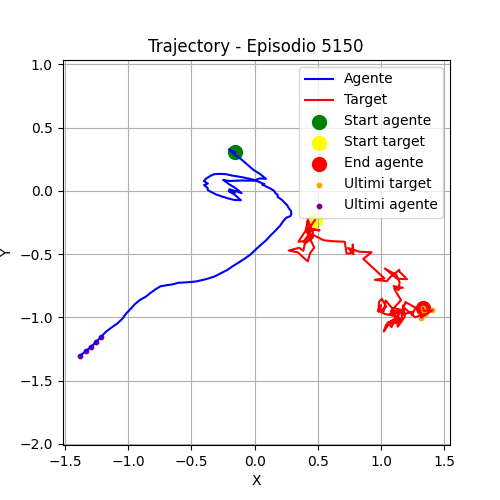 Trajectory - Episodio 5150
Agente
Target
Start agente
Start target
End agente
Ultimi target
Ultimi agente
1.0
0.5
0.0
−0.5
−1.0
−1.5
−2.0
Y
−1.5
−1.0
−0.5
0.0
0.5
1.0
1.5
X